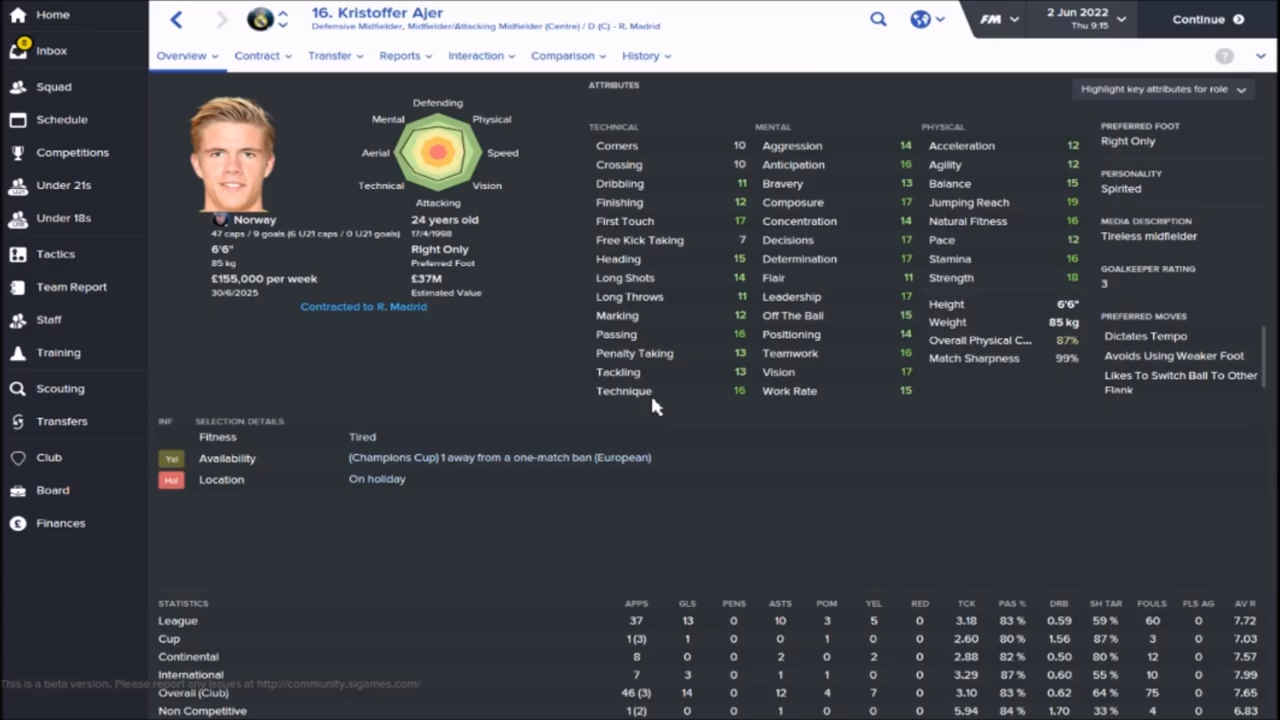 Home
8
Inbox
Squad
Schedule
Competitions
Under 21s
Under 18s
Tactics
Team Report
Staff
Training
Scouting
Transfers
Club
Board
Finances
16. Kristoffer Ajer
Defensive Midfielder, Midfielder/Attacking Midfielder (Centre) / D (C) - R. Madrid
FM
2 Jun 2022
Thu 9:15
Continue
Overview Contract Transfer Reports Interaction Comparison History
?
Defending
Mental Physical
Aerial Speed
Technical Vision
Attacking
Norway
47 caps / 9 goals (6 U21 caps / 0 U21 goals)
6'6"
85 kg
£155,000 per week
30/6/2025
24 years old
17/4/1998
Right Only
Preferred Foot
£37M
Estimated Value
Contracted to R. Madrid
ATTRIBUTES
Highlight key attributes for role
TECHNICAL
Corners 10
Crossing 10
Dribbling 11
Finishing 12
First Touch 17
Free Kick Taking 7
Heading 15
Long Shots 14
Long Throws 11
Marking 12
Passing 16
Penalty Taking 13
Tackling 13
Technique 16
MENTAL
Aggression 14
Anticipation 16
Bravery 13
Composure 17
Concentration 14
Decisions 17
Determination 17
Flair 11
Leadership 17
Off The Ball 15
Positioning 14
Teamwork 16
Vision 17
Work Rate 15
PHYSICAL
Acceleration 12
Agility 12
Balance 15
Jumping Reach 19
Natural Fitness 16
Pace 12
Stamina 16
Strength 18
Height 6'6"
Weight 85 kg
Overall Physical C... 87%
Match Sharpness 99%
PREFERRED FOOT
Right Only
PERSONALITY
Spirited
MEDIA DESCRIPTION
Tireless midfielder
GOALKEEPER RATING
3
PREFERRED MOVES
Dictates Tempo
Avoids Using Weaker Foot
Likes To Switch Ball To Other
Flank
INF SELECTION DETAILS
Fitness Tired
Yel Availability (Champions Cup) 1 away from a one-match ban (European)
Hol Location On holiday
STATISTICS APPS GLS PENS ASTS POM YEL RED TCK PAS % DRB SH TAR FOULS FLS AG AV R
League 37 13 0 10 3 5 0 3.18 83 % 0.59 59 % 60 0 7.72
Cup 1 (3) 1 0 0 1 0 0 2.60 80 % 1.56 87 % 3 0 7.03
Continental 8 0 0 2 0 2 0 2.88 82 % 0.50 80 % 12 0 7.57
International 7 3 0 1 1 0 0 3.29 87 % 0.60 55 % 10 0 7.99
This is a beta version. Please report any issues at http://community.sigames.com/
Overall (Club) 46 (3) 14 0 12 4 7 0 3.10 83 % 0.62 64 % 75 0 7.65
Non Competitive 1 (2) 0 0 1 0 0 0 5.94 84 % 1.70 33 % 4 0 6.83